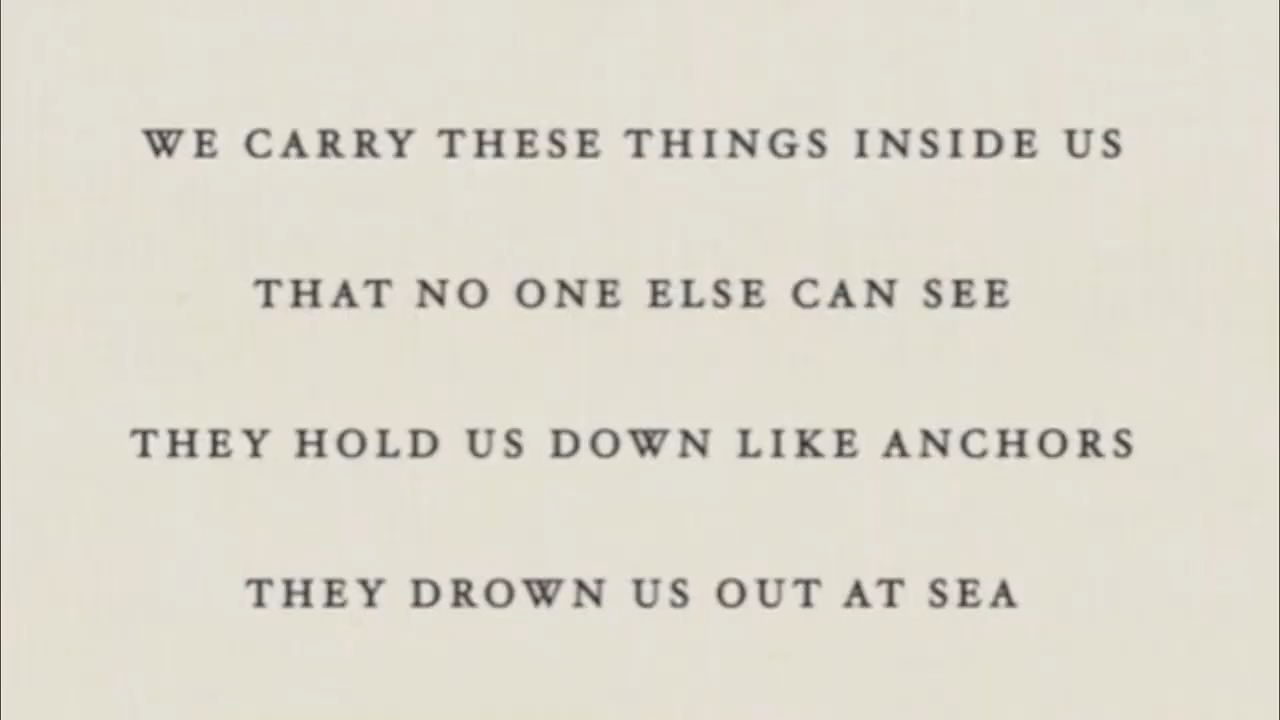 WE CARRY THESE THINGS INSIDE US
THAT NO ONE ELSE CAN SEE
THEY HOLD US DOWN LIKE ANCHORS
THEY DROWN US OUT AT SEA